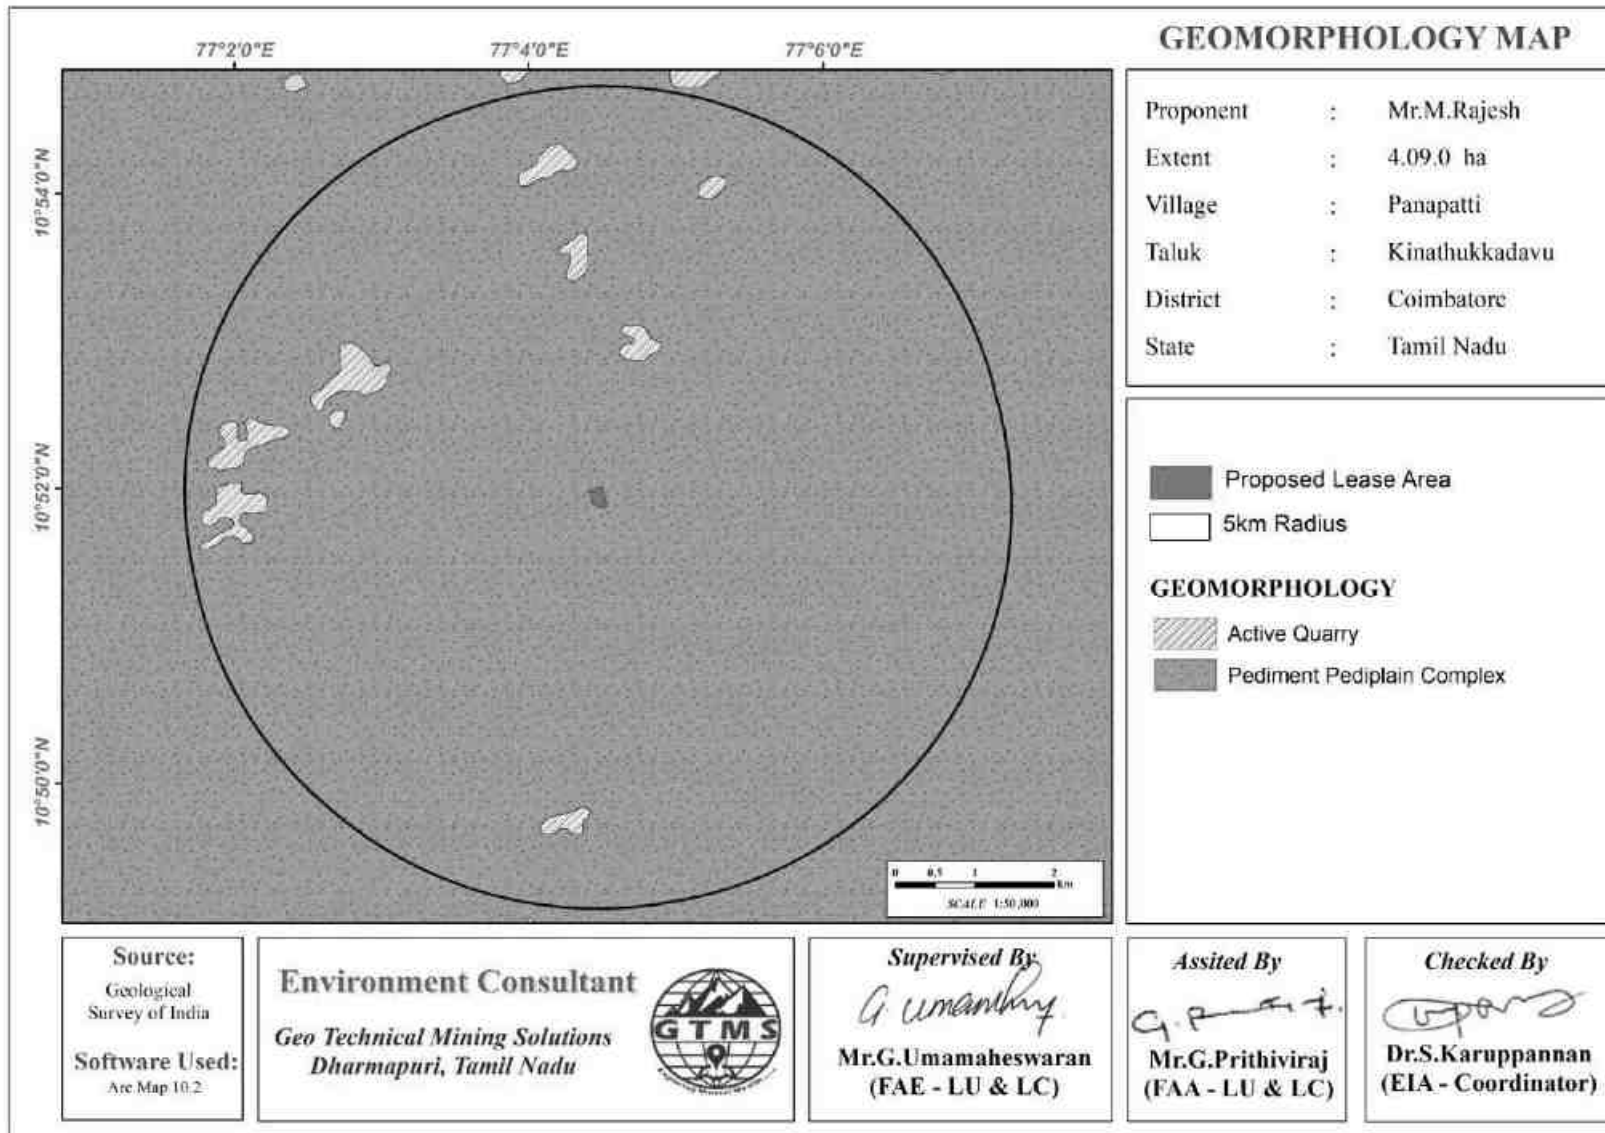 GEOMORPHOLOGY MAP
77°2'0"E 77°4'0"E 77°6'0"E
10°54'0"N
10°52'0"N
10°50'0"N
Proponent : Mr.M.Rajesh
Extent : 4.09.0 ha
Village : Panapatti
Taluk : Kinathukkadavu
District : Coimbatore
State : Tamil Nadu
Proposed Lease Area
5km Radius
GEOMORPHOLOGY
Active Quarry
Pediment Pediplain Complex
0 0.5 1 2
km
SCALE 1:50,000
Source:
Geological
Survey of India
Software Used:
Arc Map 10.2
Environment Consultant
Geo Technical Mining Solutions
Dharmapuri, Tamil Nadu
GTMS
Supervised By
Mr.G.Umamaheswaran
(FAE - LU & LC)
Assited By
Mr.G.Prithiviraj
(FAA - LU & LC)
Checked By
Dr.S.Karuppannan
(EIA - Coordinator)